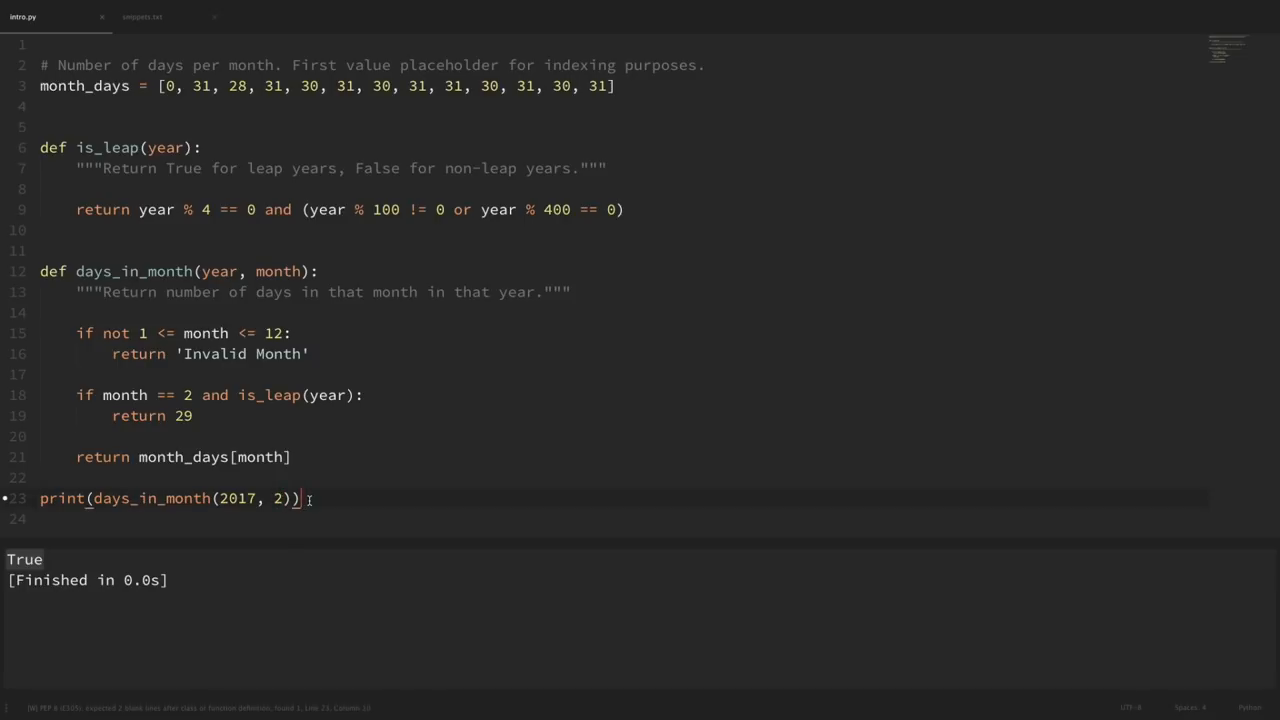 intro.py
snippets.txt
1
2 # Number of days per month. First value placeholder for indexing purposes.
3 month_days = [0, 31, 28, 31, 30, 31, 30, 31, 31, 30, 31, 30, 31]
4
5
6 def is_leap(year):
7 """Return True for leap years, False for non-leap years."""
8
9 return year % 4 == 0 and (year % 100 != 0 or year % 400 == 0)
10
11
12 def days_in_month(year, month):
13 """Return number of days in that month in that year."""
14
15 if not 1 <= month <= 12:
16 return 'Invalid Month'
17
18 if month == 2 and is_leap(year):
19 return 29
20
21 return month_days[month]
22
23 print(days_in_month(2017, 2))
24
True
[Finished in 0.0s]
[W] PEP 8 (E305): expected 2 blank lines after class or function definition, found 1, Line 23, Column 30
UTF-8
Spaces: 4
Python